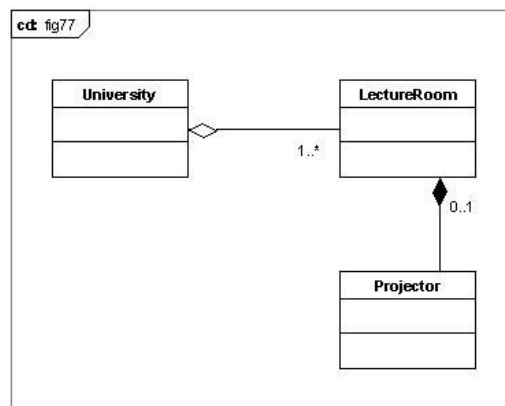 cd: fig77
University
LectureRoom
1..*
0..1
Projector